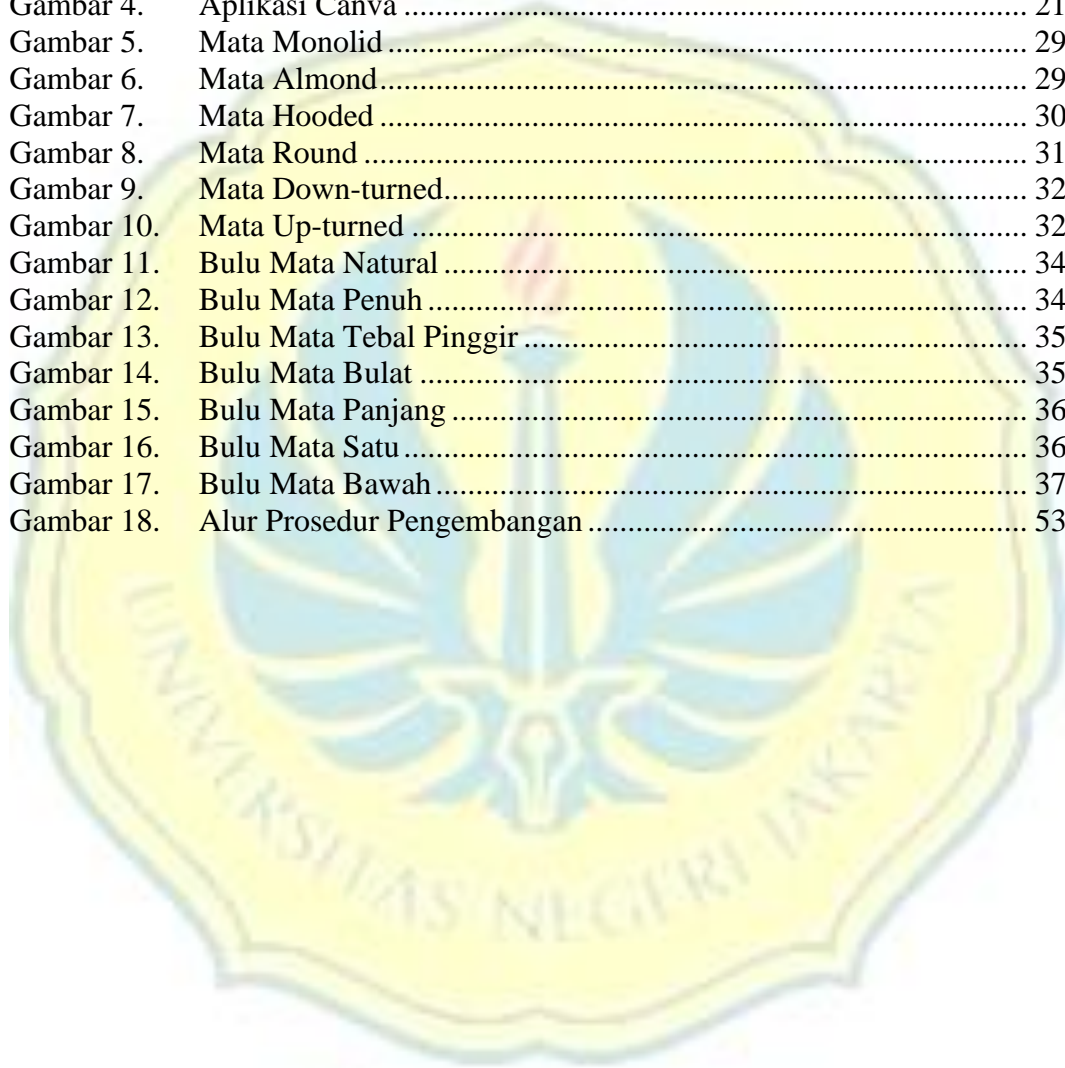 Gambar 4. Aplikasi Canva ........................................................................... 21
Gambar 5. Mata Monolid ............................................................................. 29
Gambar 6. Mata Almond.............................................................................. 29
Gambar 7. Mata Hooded .............................................................................. 30
Gambar 8. Mata Round ................................................................................ 31
Gambar 9. Mata Down-turned...................................................................... 32
Gambar 10. Mata Up-turned .......................................................................... 32
Gambar 11. Bulu Mata Natural ...................................................................... 34
Gambar 12. Bulu Mata Penuh ........................................................................ 34
Gambar 13. Bulu Mata Tebal Pinggir ............................................................ 35
Gambar 14. Bulu Mata Bulat ......................................................................... 35
Gambar 15. Bulu Mata Panjang ..................................................................... 36
Gambar 16. Bulu Mata Satu ........................................................................... 36
Gambar 17. Bulu Mata Bawah ....................................................................... 37
Gambar 18. Alur Prosedur Pengembangan .................................................... 53
UNIVERSITAS NEGERI JAKARTA